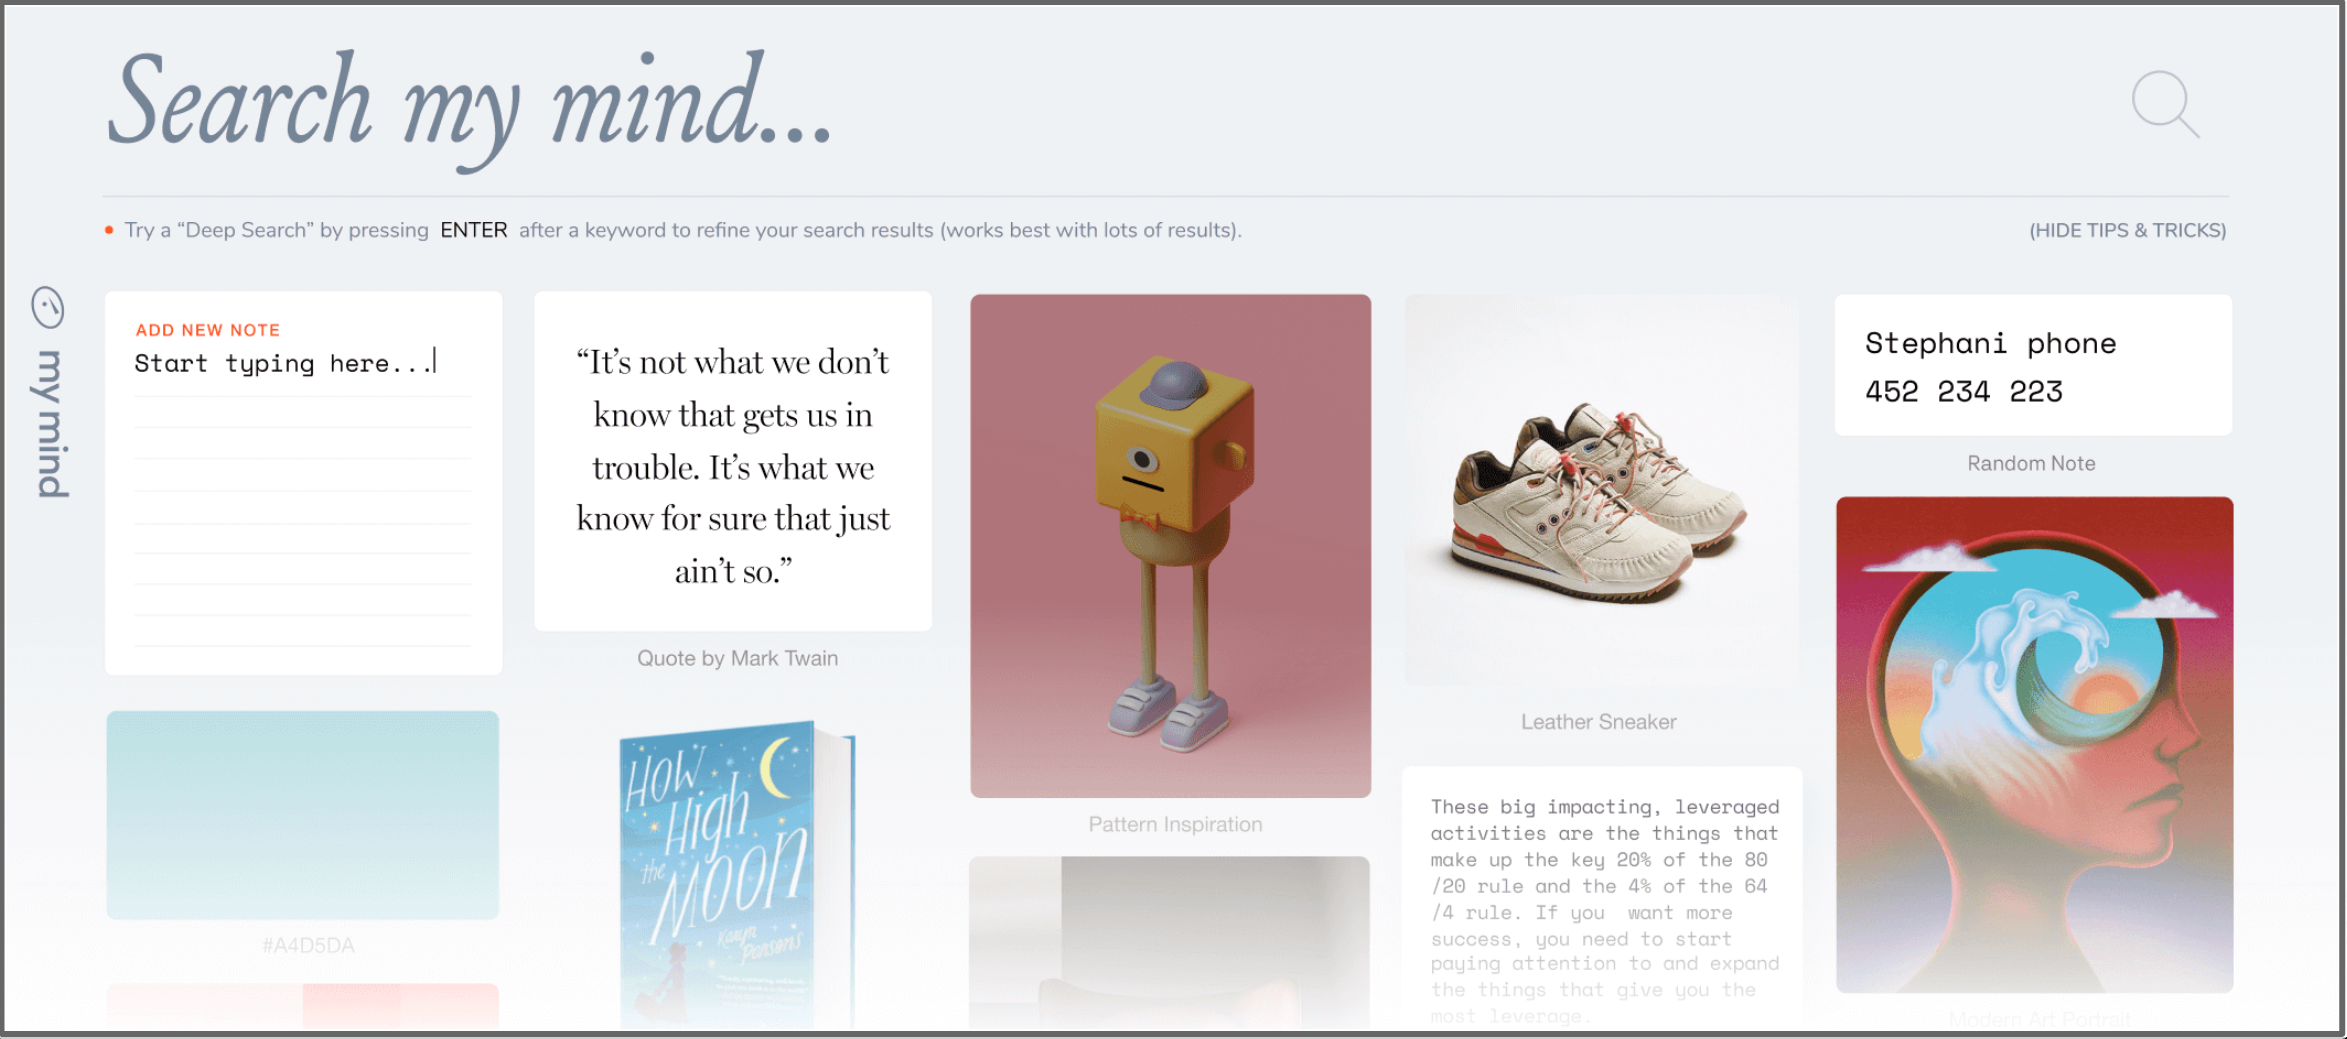 Search my mind...
• Try a “Deep Search” by pressing ENTER after a keyword to refine your search results (works best with lots of results).
(HIDE TIPS & TRICKS)
my mind
ADD NEW NOTE
Start typing here...
#A4D5DA
“It’s not what we don’t
know that gets us in
trouble. It’s what we
know for sure that just
ain’t so.”
Quote by Mark Twain
How
High
the
Moon
Karyn
Parsons
Pattern Inspiration
Leather Sneaker
These big impacting, leveraged
activities are the things that
make up the key 20% of the 80
/20 rule and the 4% of the 64
/4 rule. If you want more
success, you need to start
paying attention to and expand
the things that give you the
most leverage.
Stephani phone
452 234 223
Random Note
Modern Art Portrait